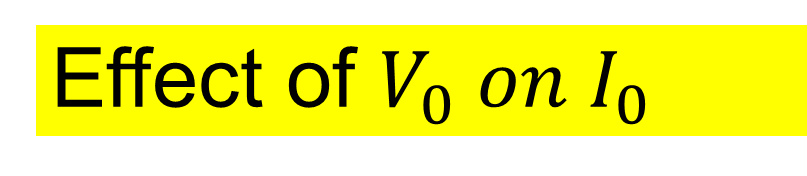 Effect of V₀ on I₀